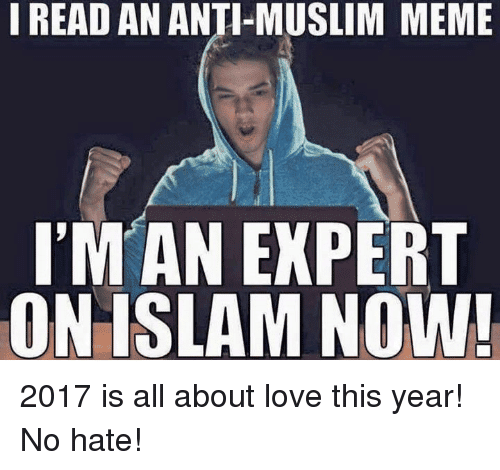 I READ AN ANTI-MUSLIM MEME
I'M AN EXPERT
ON ISLAM NOW!
2017 is all about love this year!
No hate!